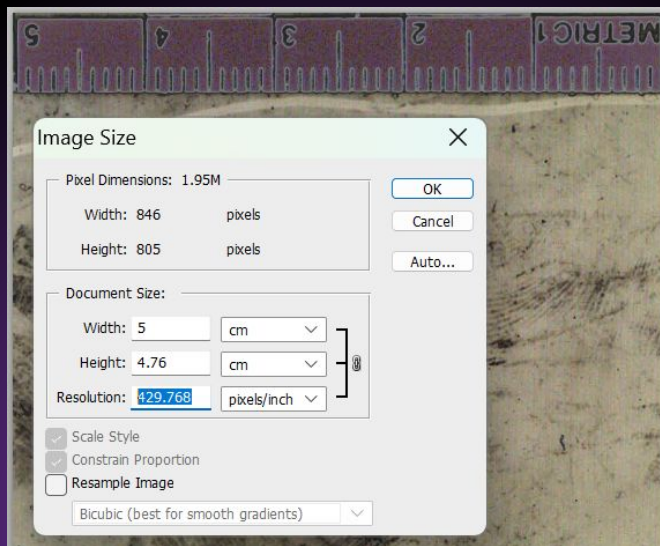 5 4 3 2 METRIC1
Image Size
Pixel Dimensions: 1.95M
Width: 846 pixels
Height: 805 pixels
OK
Cancel
Auto...
Document Size:
Width: 5 cm
Height: 4.76 cm
Resolution: 429.768 pixels/inch
Scale Style
Constrain Proportion
Resample Image
Bicubic (best for smooth gradients)